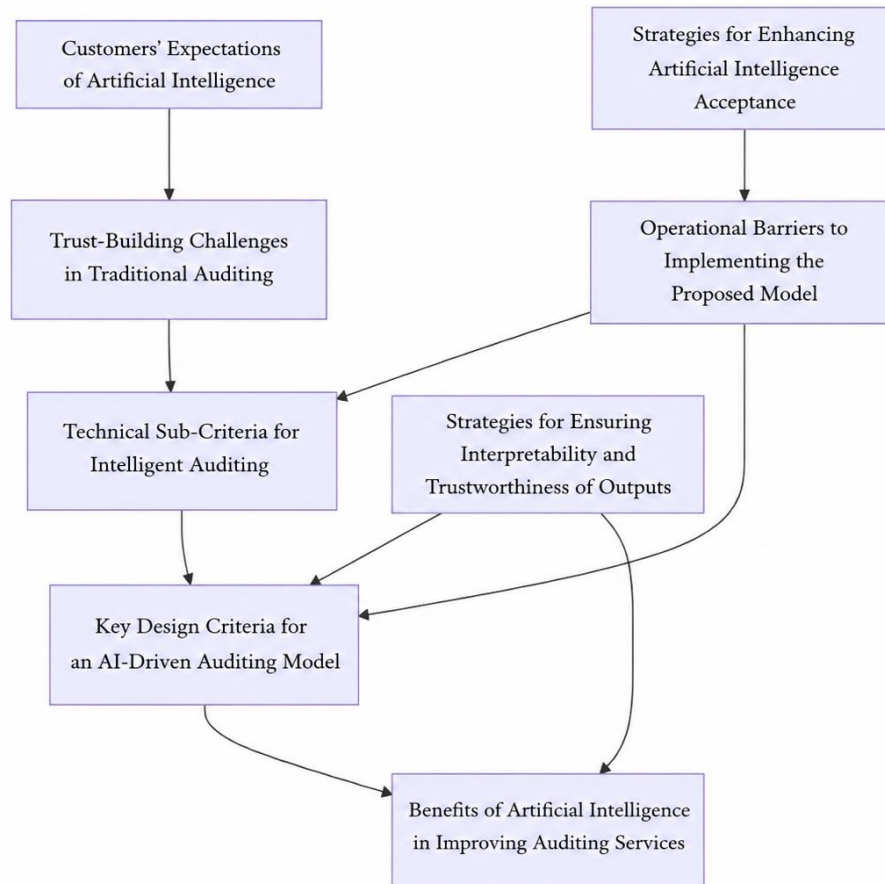 Customers’ Expectations
of Artificial Intelligence
Strategies for Enhancing
Artificial Intelligence
Acceptance
Trust-Building Challenges
in Traditional Auditing
Operational Barriers to
Implementing the
Proposed Model
Technical Sub-Criteria for
Intelligent Auditing
Strategies for Ensuring
Interpretability and
Trustworthiness of Outputs
Key Design Criteria for
an AI-Driven Auditing Model
Benefits of Artificial Intelligence
in Improving Auditing Services